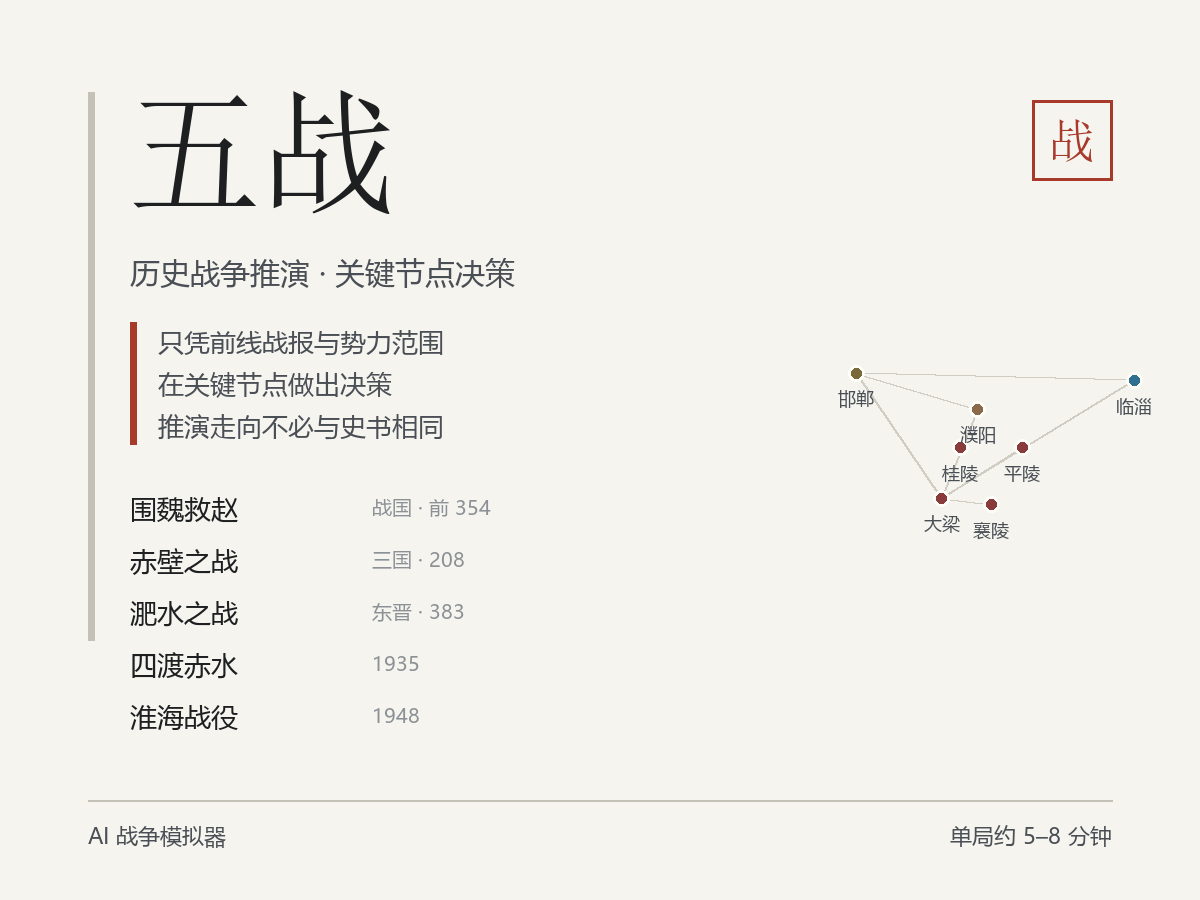 五战
战
历史战争推演 · 关键节点决策
只凭前线战报与势力范围
在关键节点做出决策
推演走向不必与史书相同
邯郸
临淄
濮阳
桂陵
平陵
大梁
襄陵
围魏救赵 战国 · 前 354
赤壁之战 三国 · 208
淝水之战 东晋 · 383
四渡赤水 1935
淮海战役 1948
AI 战争模拟器
单局约 5–8 分钟